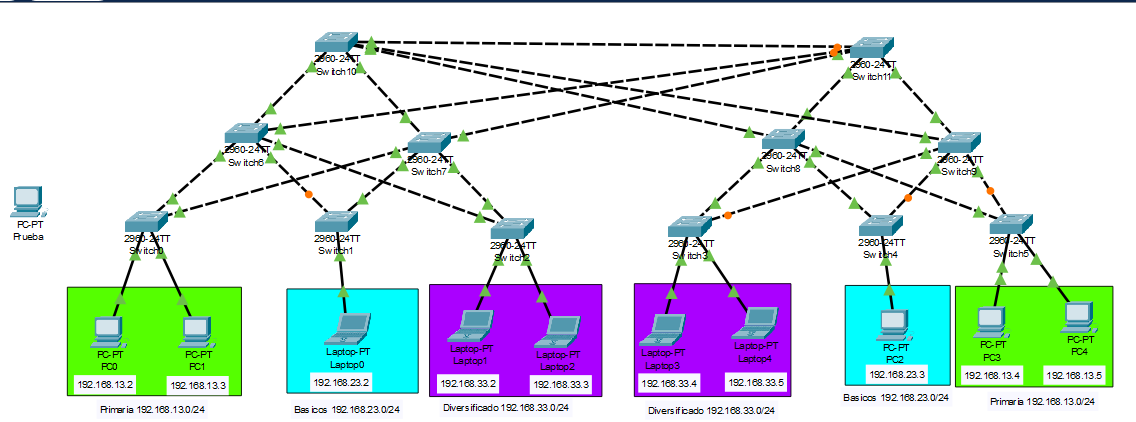 2960-24TT
Switch10
2960-24TT
Switch11
2960-24TT
Switch6
2960-24TT
Switch7
2960-24TT
Switch8
2960-24TT
Switch9
PC-PT
Prueba
2960-24TT
Switch0
2960-24TT
Switch1
2960-24TT
Switch2
2960-24TT
Switch3
2960-24TT
Switch4
2960-24TT
Switch5
PC-PT
PC0
192.168.13.2
PC-PT
PC1
192.168.13.3
Laptop-PT
Laptop0
192.168.23.2
Laptop-PT
Laptop1
192.168.33.2
Laptop-PT
Laptop2
192.168.33.3
Laptop-PT
Laptop3
192.168.33.4
Laptop-PT
Laptop4
192.168.33.5
PC-PT
PC2
192.168.23.3
PC-PT
PC3
192.168.13.4
PC-PT
PC4
192.168.13.5
Primaria 192.168.13.0/24
Basicos 192.168.23.0/24
Diversificado 192.168.33.0/24
Diversificado 192.168.33.0/24
Basicos 192.168.23.0/24
Primaria 192.168.13.0/24